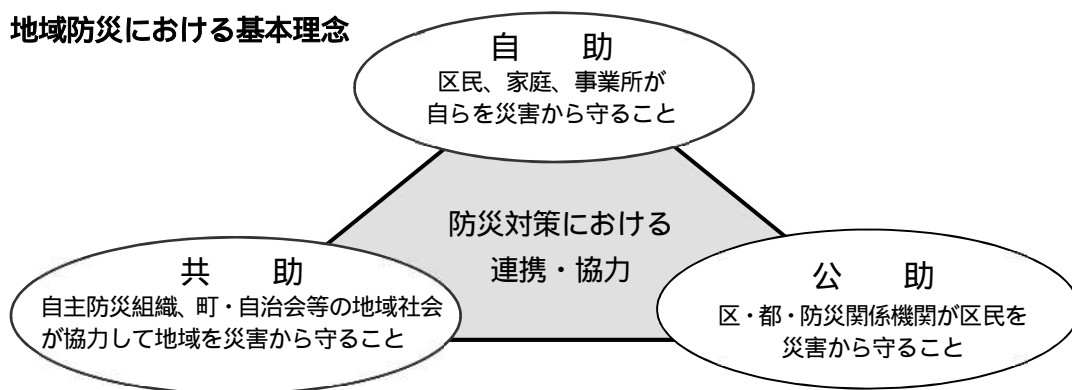 地域防災における基本理念
自　　助
区民、家庭、事業所が
自らを災害から守ること
防災対策における
連携・協力
共　　助
自主防災組織、町・自治会等の地域社会
が協力して地域を災害から守ること
公　　助
区・都・防災関係機関が区民を
災害から守ること